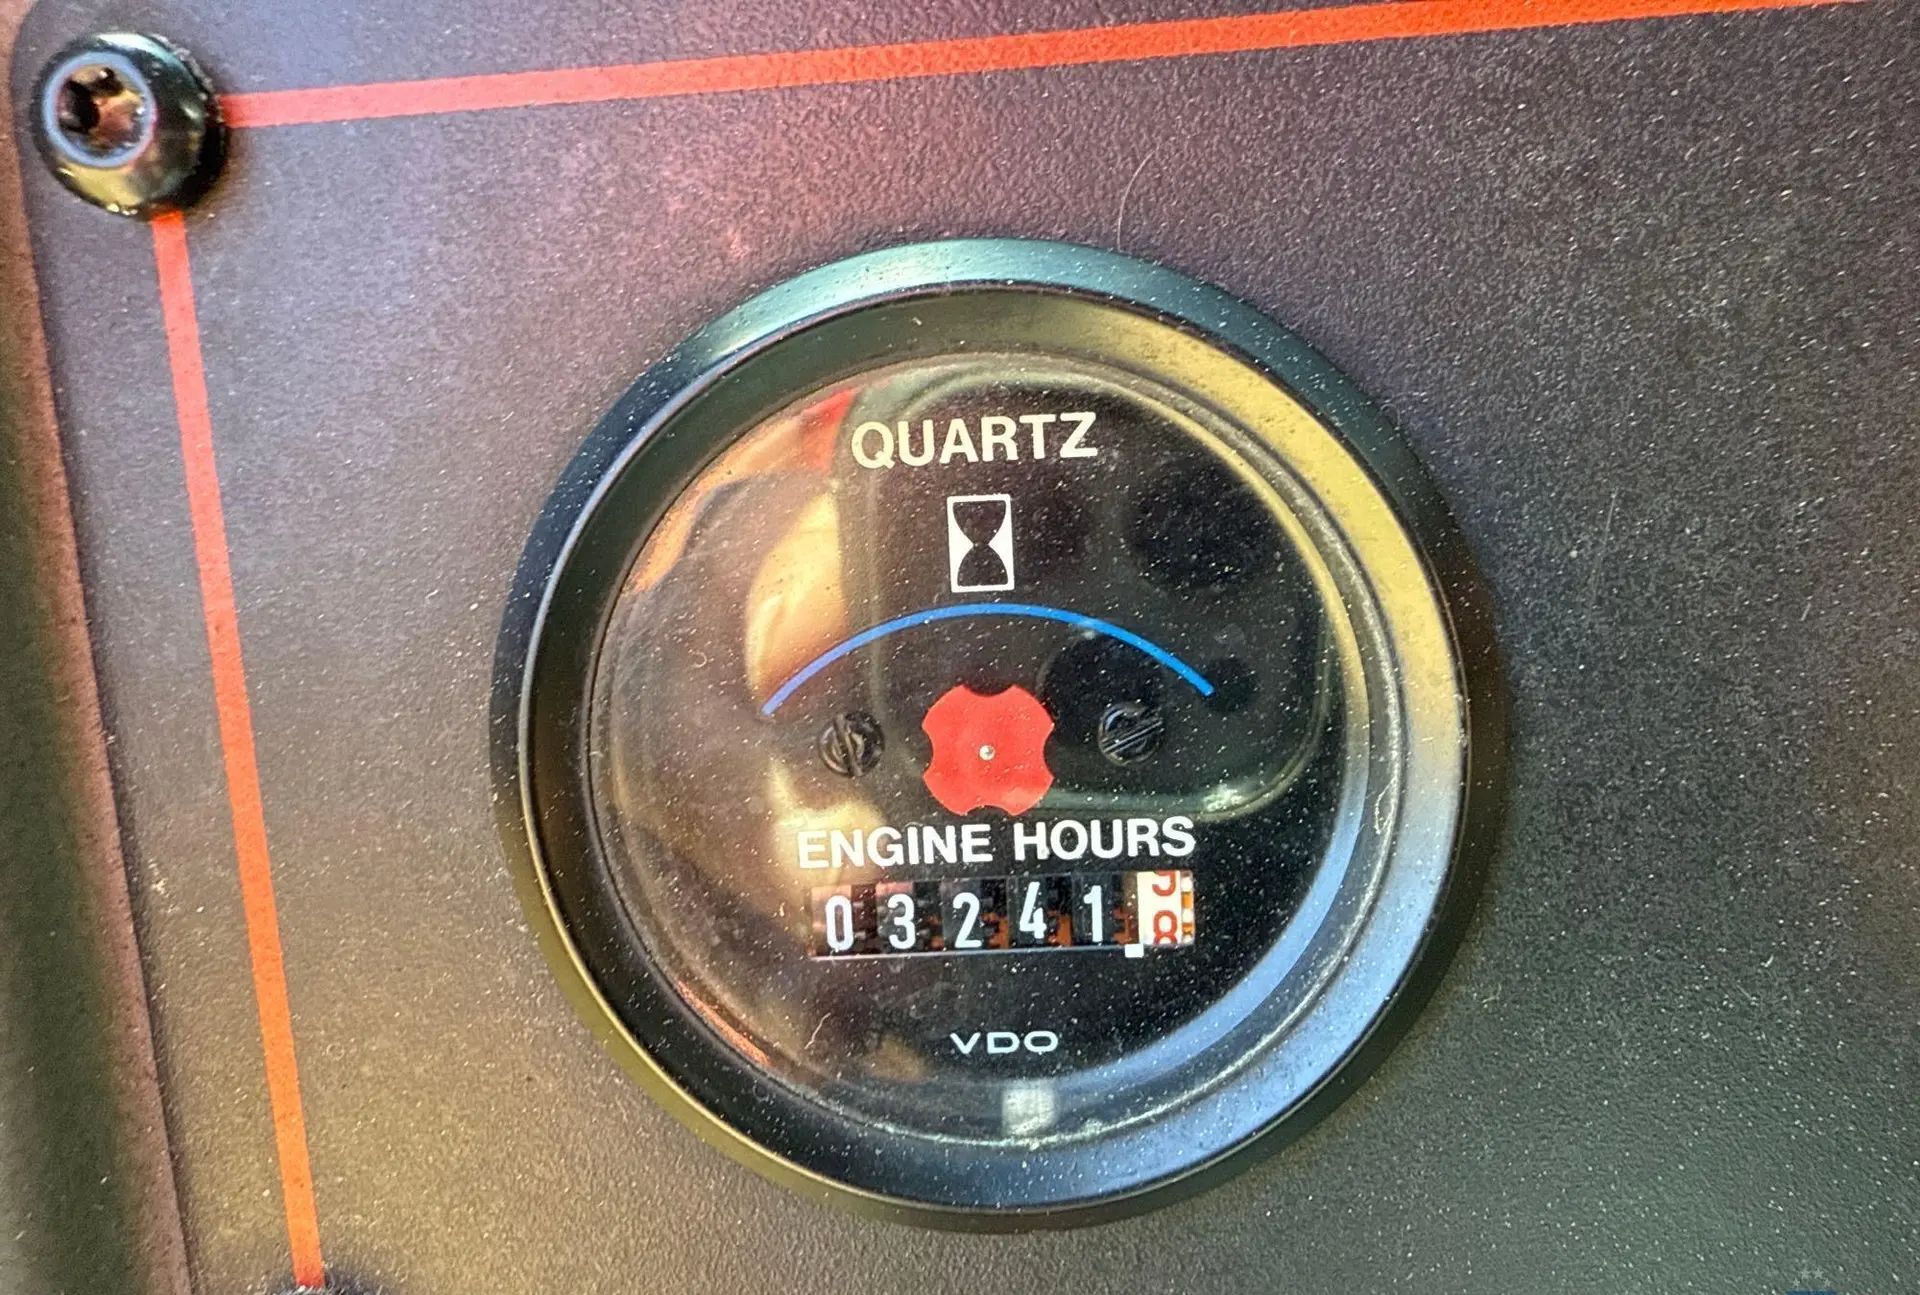 QUARTZ
ENGINE HOURS
03241
VDO